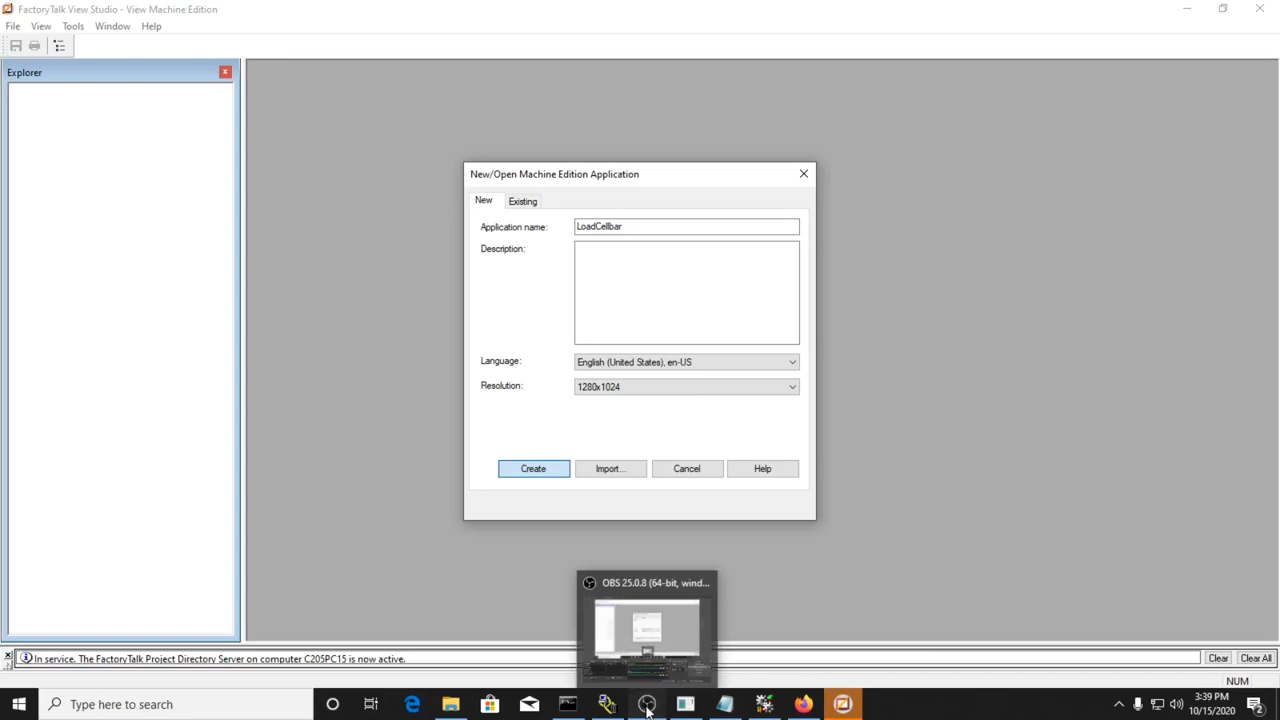 FactoryTalk View Studio - View Machine Edition
File View Tools Window Help
Explorer
New/Open Machine Edition Application
New Existing
Application name: LoadCellbar
Description:
Language: English (United States), en-US
Resolution: 1280x1024
Create Import... Cancel Help
OBS 25.0.8 (64-bit, wind...
In service. The FactoryTalk Project Directory Server on computer C205PC15 is now active. Clear Clear All
NUM
Type here to search
3:39 PM
10/15/2020
2